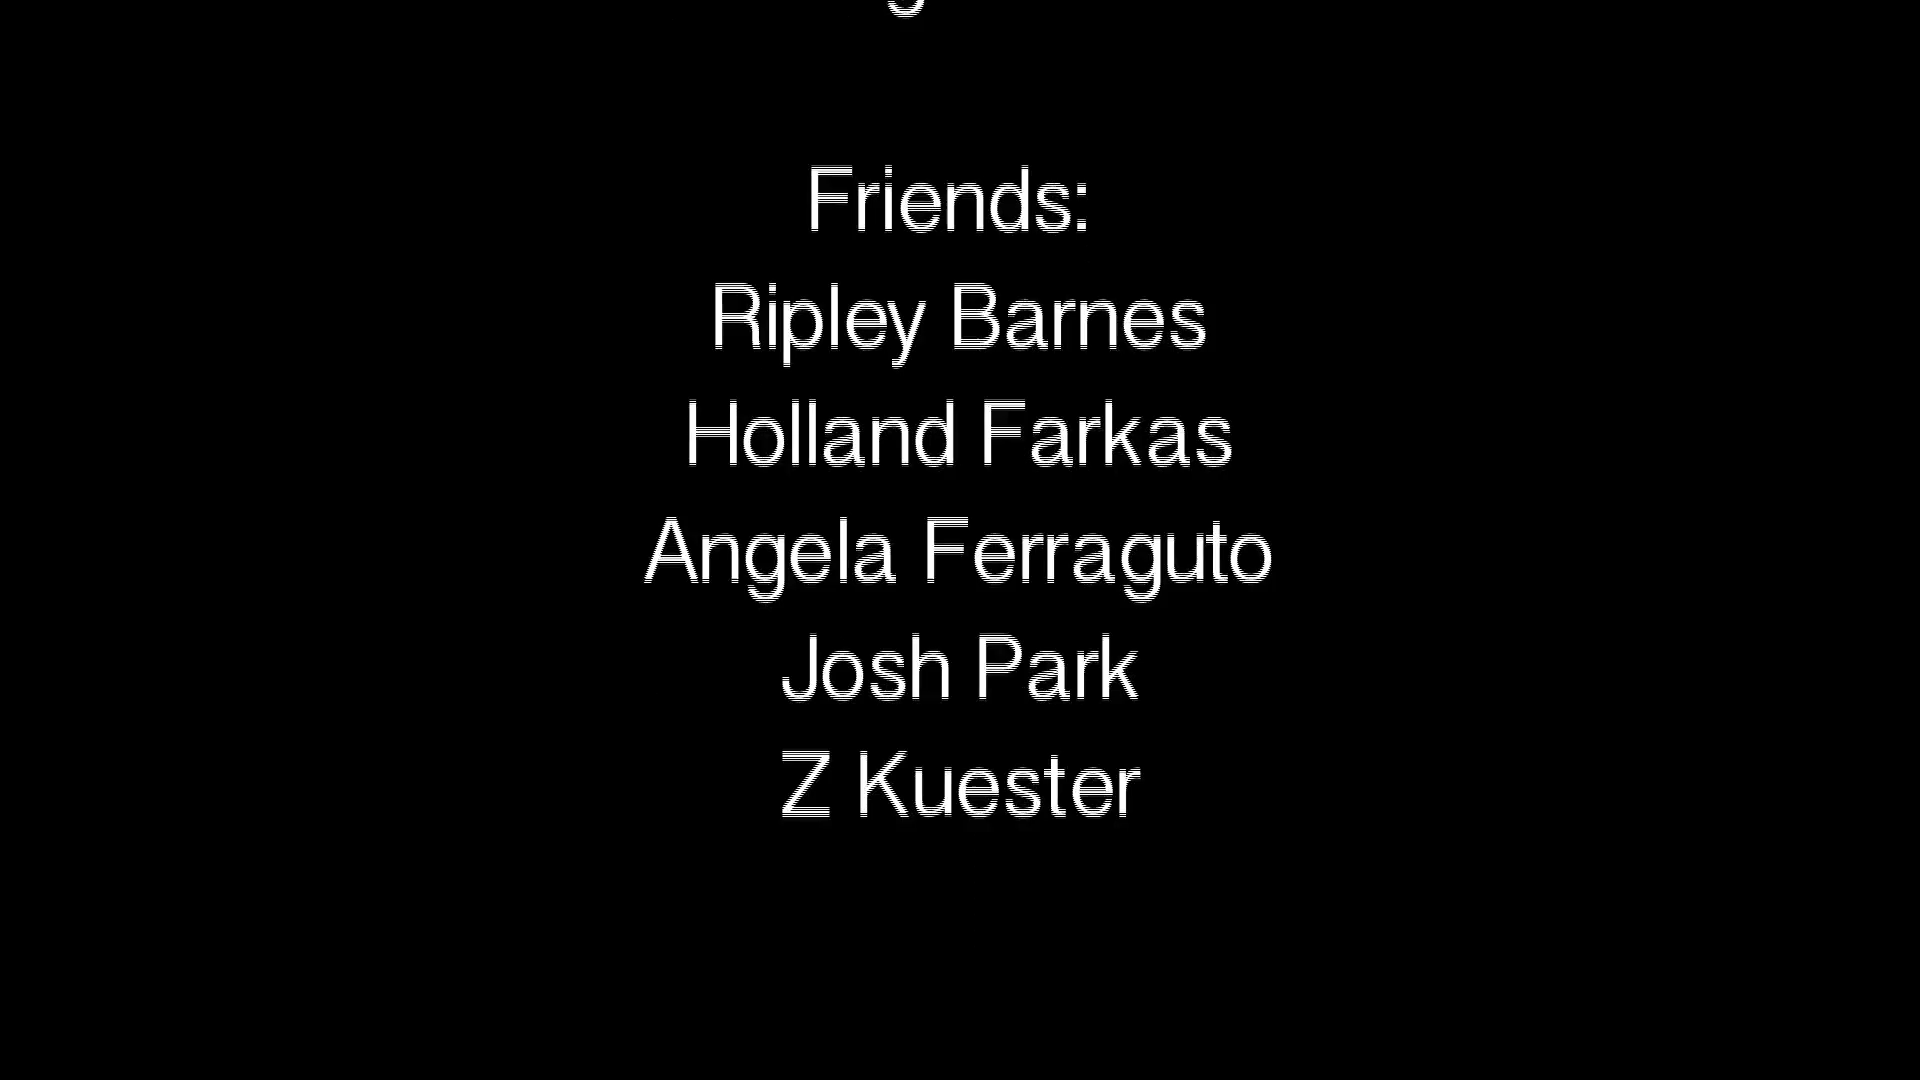 Friends:
Ripley Barnes
Holland Farkas
Angela Ferraguto
Josh Park
Z Kuester